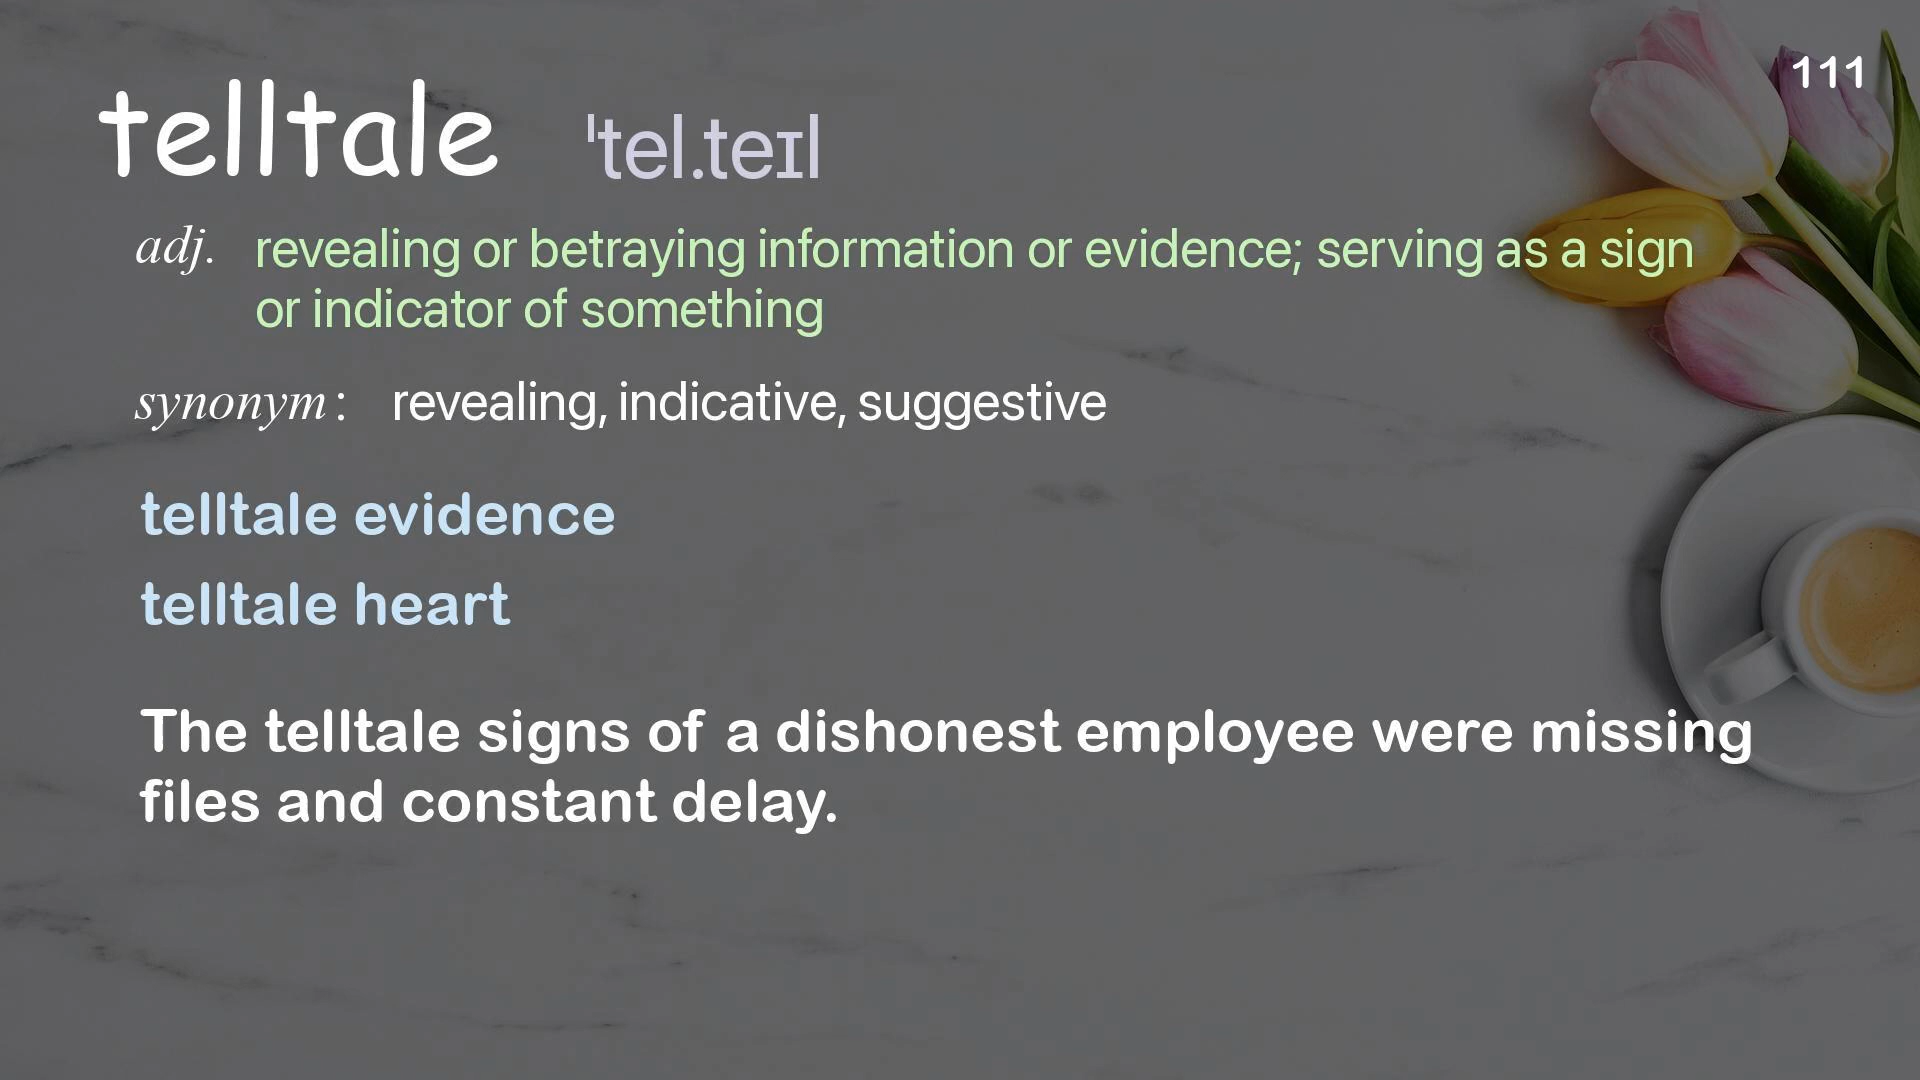 111
telltale ˈtel.teɪl
adj. revealing or betraying information or evidence; serving as a sign
or indicator of something
synonym: revealing, indicative, suggestive
telltale evidence
telltale heart
The telltale signs of a dishonest employee were missing
files and constant delay.